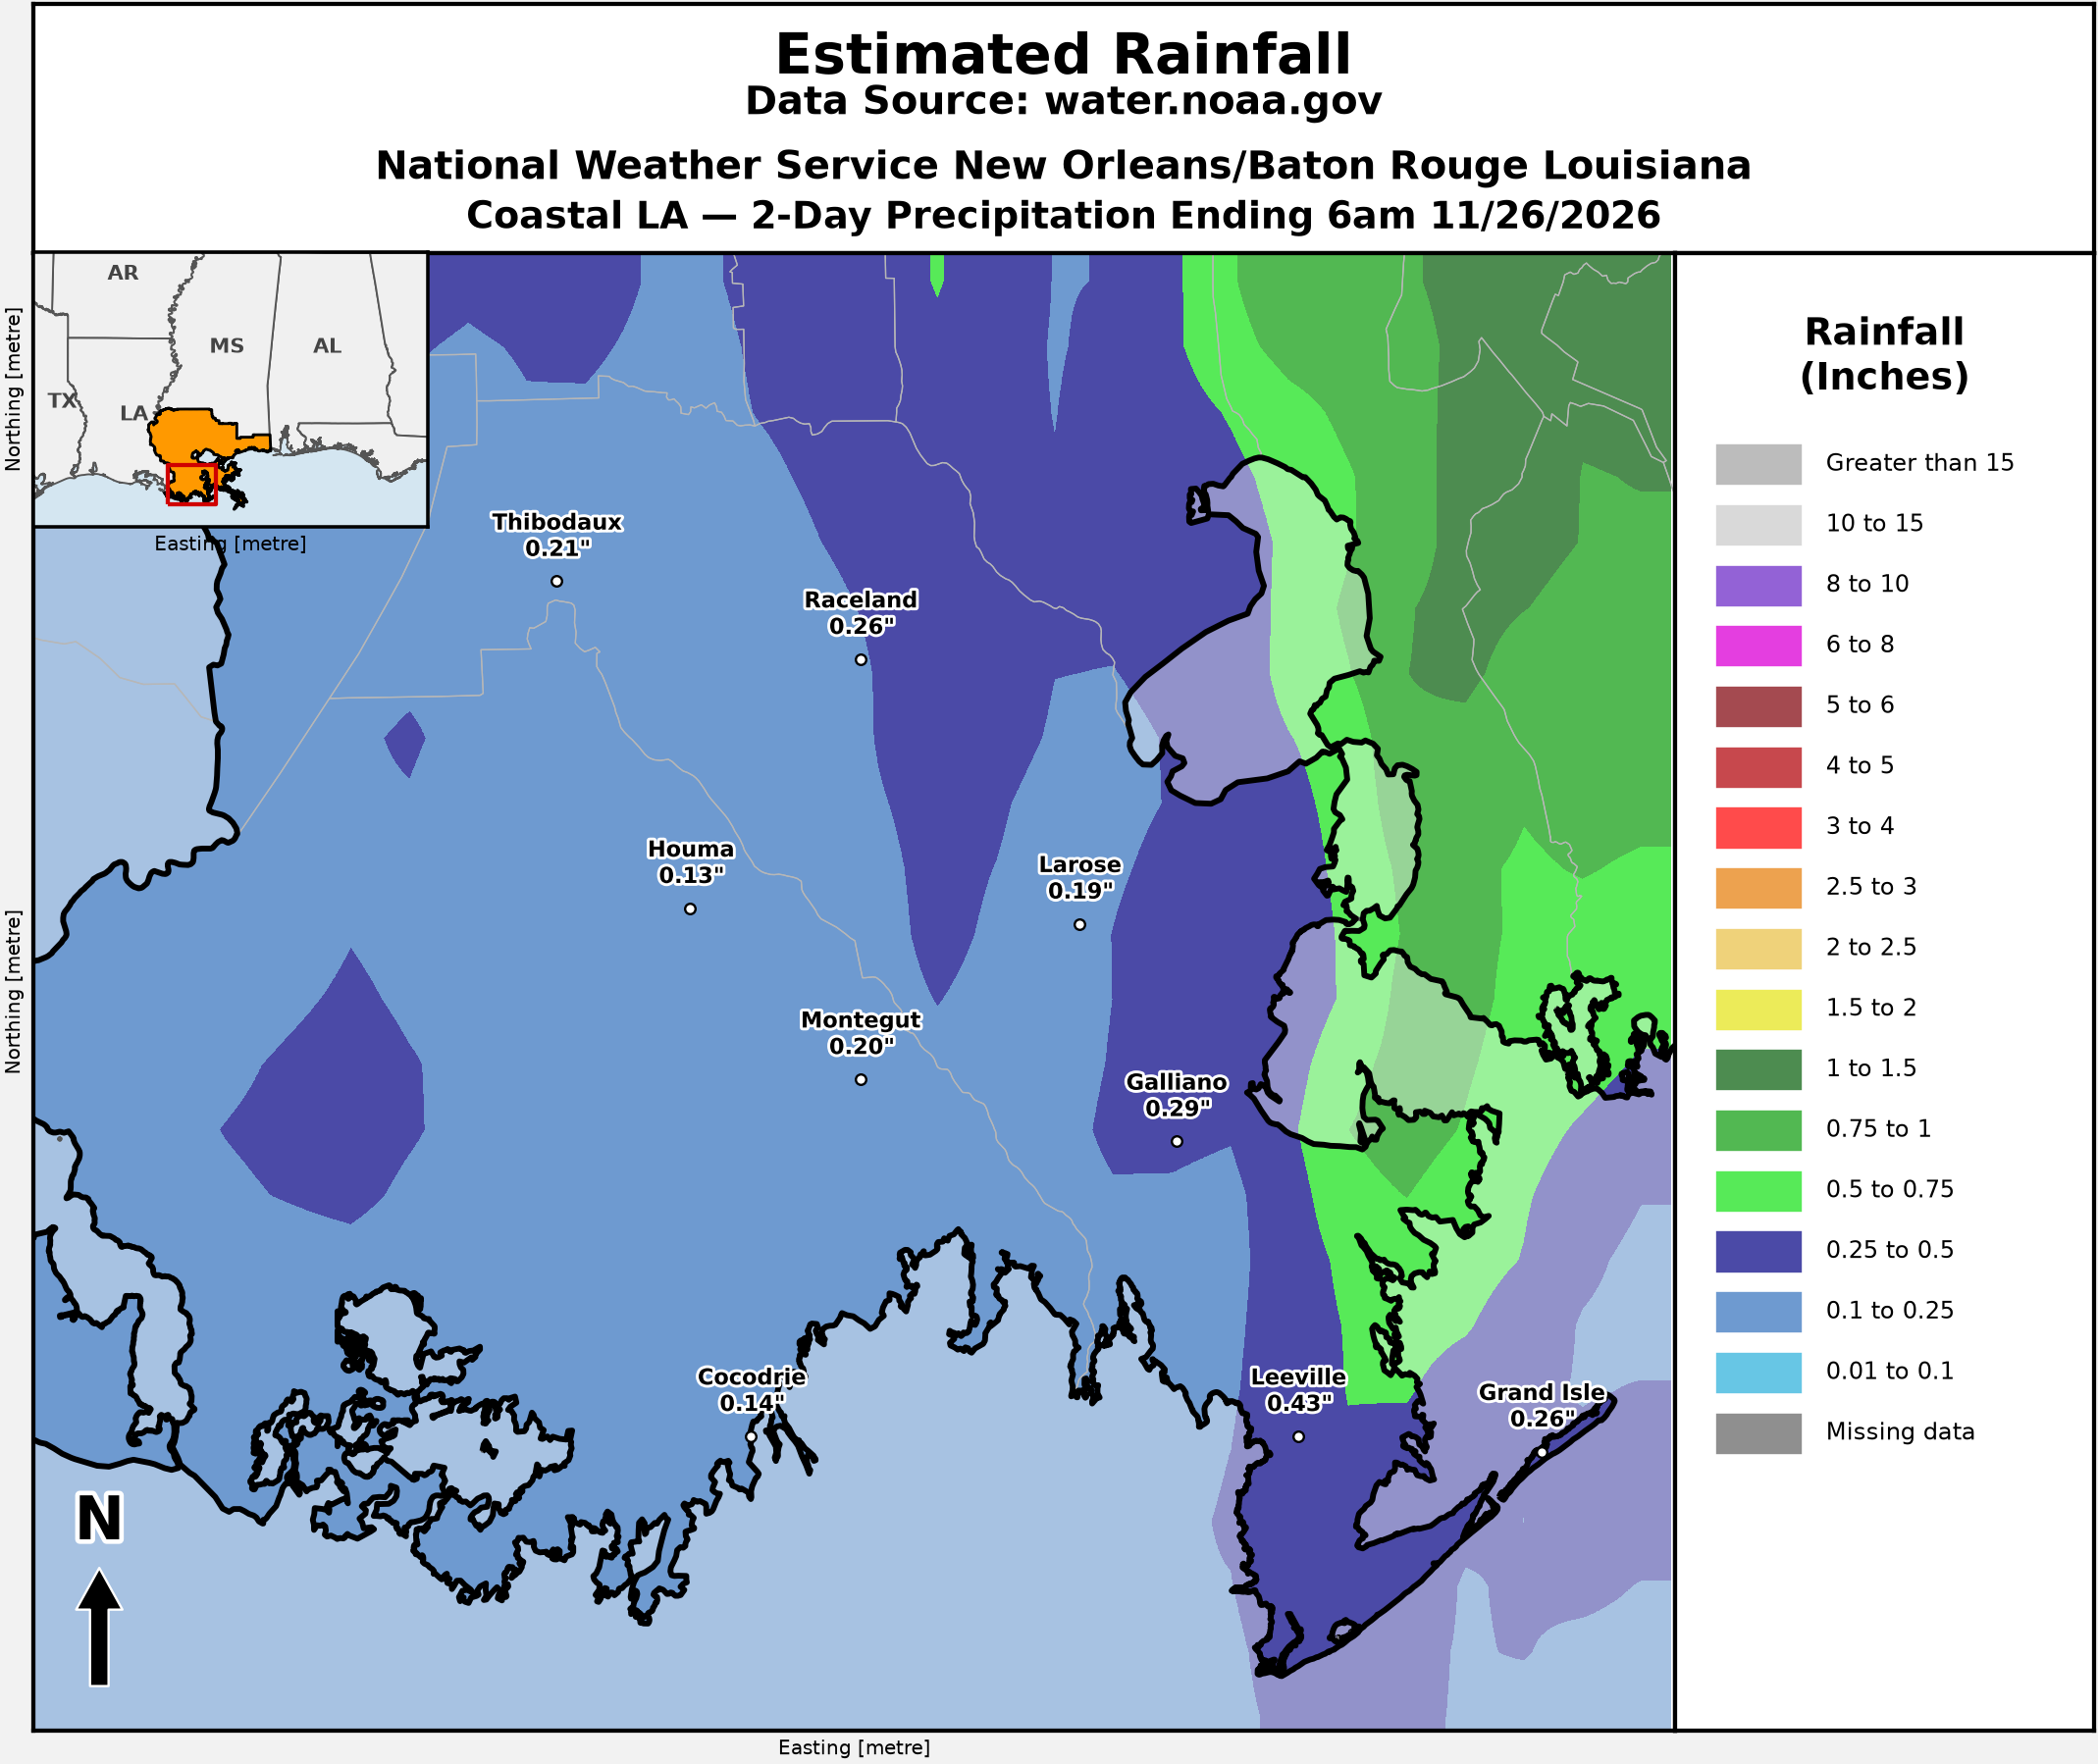 Estimated Rainfall
Data Source: water.noaa.gov
National Weather Service New Orleans/Baton Rouge Louisiana
Coastal LA — 2-Day Precipitation Ending 6am 11/26/2026
Northing [metre]
AR
MS
AL
TX
LA
Easting [metre]
Thibodaux
0.21"
Raceland
0.26"
Houma
0.13"
Larose
0.19"
Northing [metre]
Montegut
0.20"
Galliano
0.29"
Cocodrie
0.14"
Leeville
0.43"
Grand Isle
0.26"
N
Easting [metre]
Rainfall
(Inches)
Greater than 15
10 to 15
8 to 10
6 to 8
5 to 6
4 to 5
3 to 4
2.5 to 3
2 to 2.5
1.5 to 2
1 to 1.5
0.75 to 1
0.5 to 0.75
0.25 to 0.5
0.1 to 0.25
0.01 to 0.1
Missing data